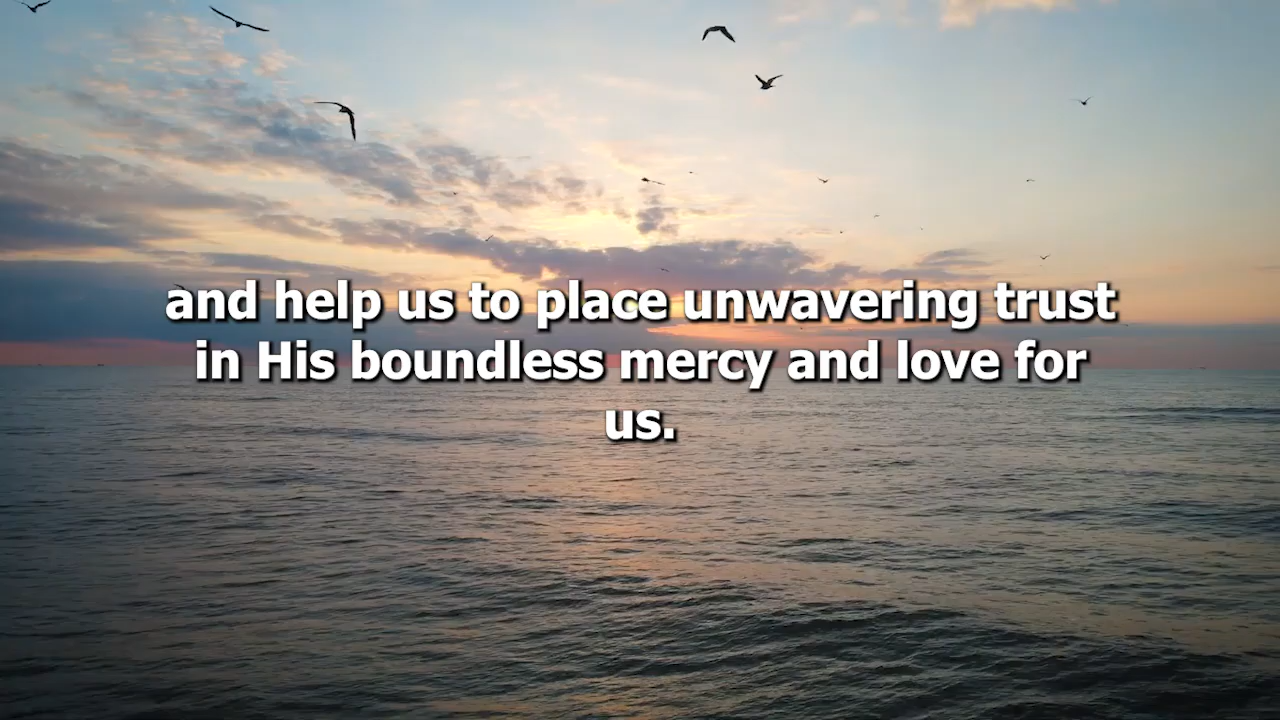 and help us to place unwavering trust
in His boundless mercy and love for
us.